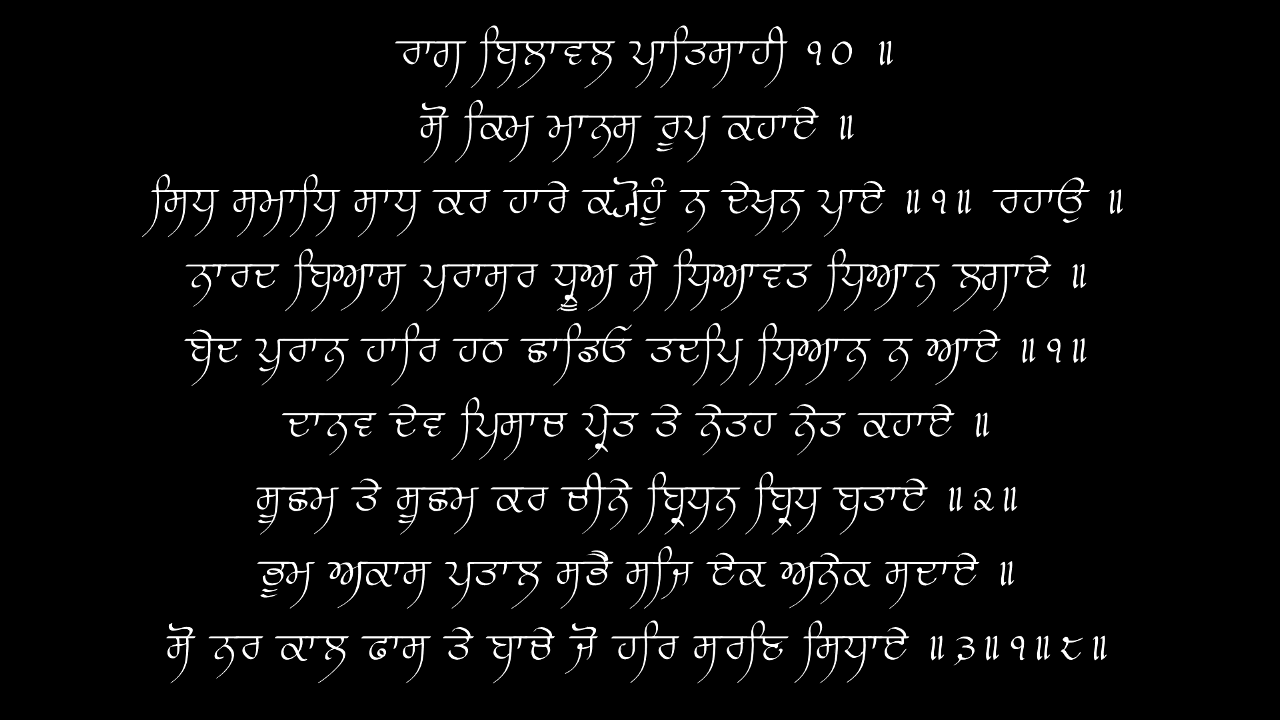 ਰਾਗ ਬਿਲਾਵਲ ਪਾਤਿਸਾਹੀ ੧੦ ॥
ਸੋ ਕਿਮ ਮਾਨਸ ਰੂਪ ਕਹਾਏ ॥
ਸਿਧ ਸਮਾਧਿ ਸਾਧ ਕਰ ਹਾਰੇ ਕਯੋਹੂੰ ਨ ਦੇਖਨ ਪਾਏ ॥੧॥ ਰਹਾਉ ॥
ਨਾਰਦ ਬਿਆਸ ਪਰਾਸਰ ਧ੍ਰੂਅ ਸੇ ਧਿਆਵਤ ਧਿਆਨ ਲਗਾਏ ॥
ਬੇਦ ਪੁਰਾਨ ਹਾਰਿ ਹਠ ਛਾਡਿਓ ਤਦਪਿ ਧਿਆਨ ਨ ਆਏ ॥੧॥
ਦਾਨਵ ਦੇਵ ਪਿਸਾਚ ਪ੍ਰੇਤ ਤੇ ਨੇਤਹ ਨੇਤ ਕਹਾਏ ॥
ਸੂਛਮ ਤੇ ਸੂਛਮ ਕਰ ਚੀਨੇ ਬ੍ਰਿਧਨ ਬ੍ਰਿਧ ਬਤਾਏ ॥੨॥
ਭੂਮ ਅਕਾਸ ਪਤਾਲ ਸਭੈ ਸਜਿ ਏਕ ਅਨੇਕ ਸਦਾਏ ॥
ਸੋ ਨਰ ਕਾਲ ਫਾਸ ਤੇ ਬਾਚੇ ਜੋ ਹਰਿ ਸਰਣਿ ਸਿਧਾਏ ॥੩॥੧॥੮॥